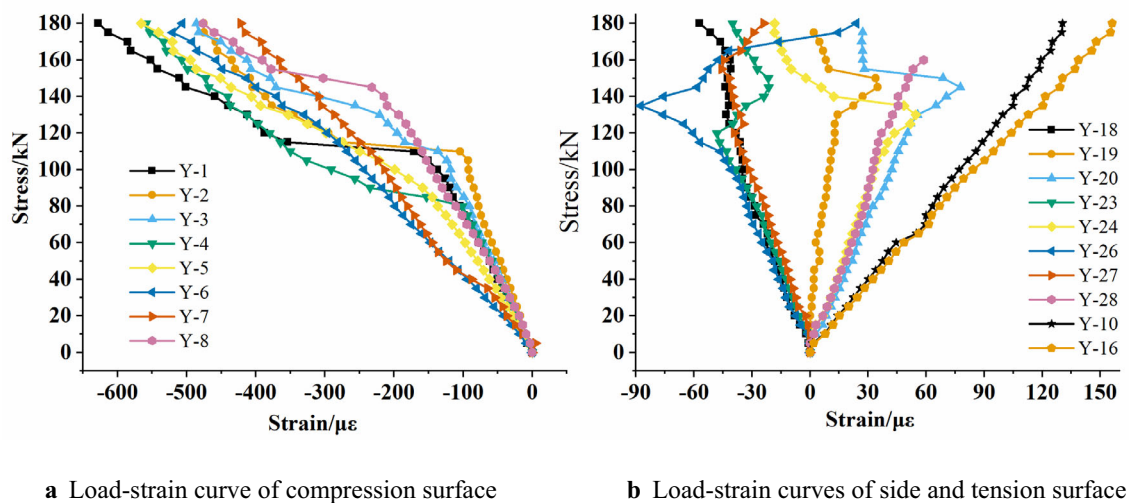 180
160
140
120
100
80
60
40
20
0
Stress/kN
Y-1
Y-2
Y-3
Y-4
Y-5
Y-6
Y-7
Y-8
-600 -500 -400 -300 -200 -100 0
Strain/με
180
160
140
120
100
80
60
40
20
0
Stress/kN
Y-18
Y-19
Y-20
Y-23
Y-24
Y-26
Y-27
Y-28
Y-10
Y-16
-90 -60 -30 0 30 60 90 120 150
Strain/με
a Load-strain curve of compression surface
b Load-strain curves of side and tension surface